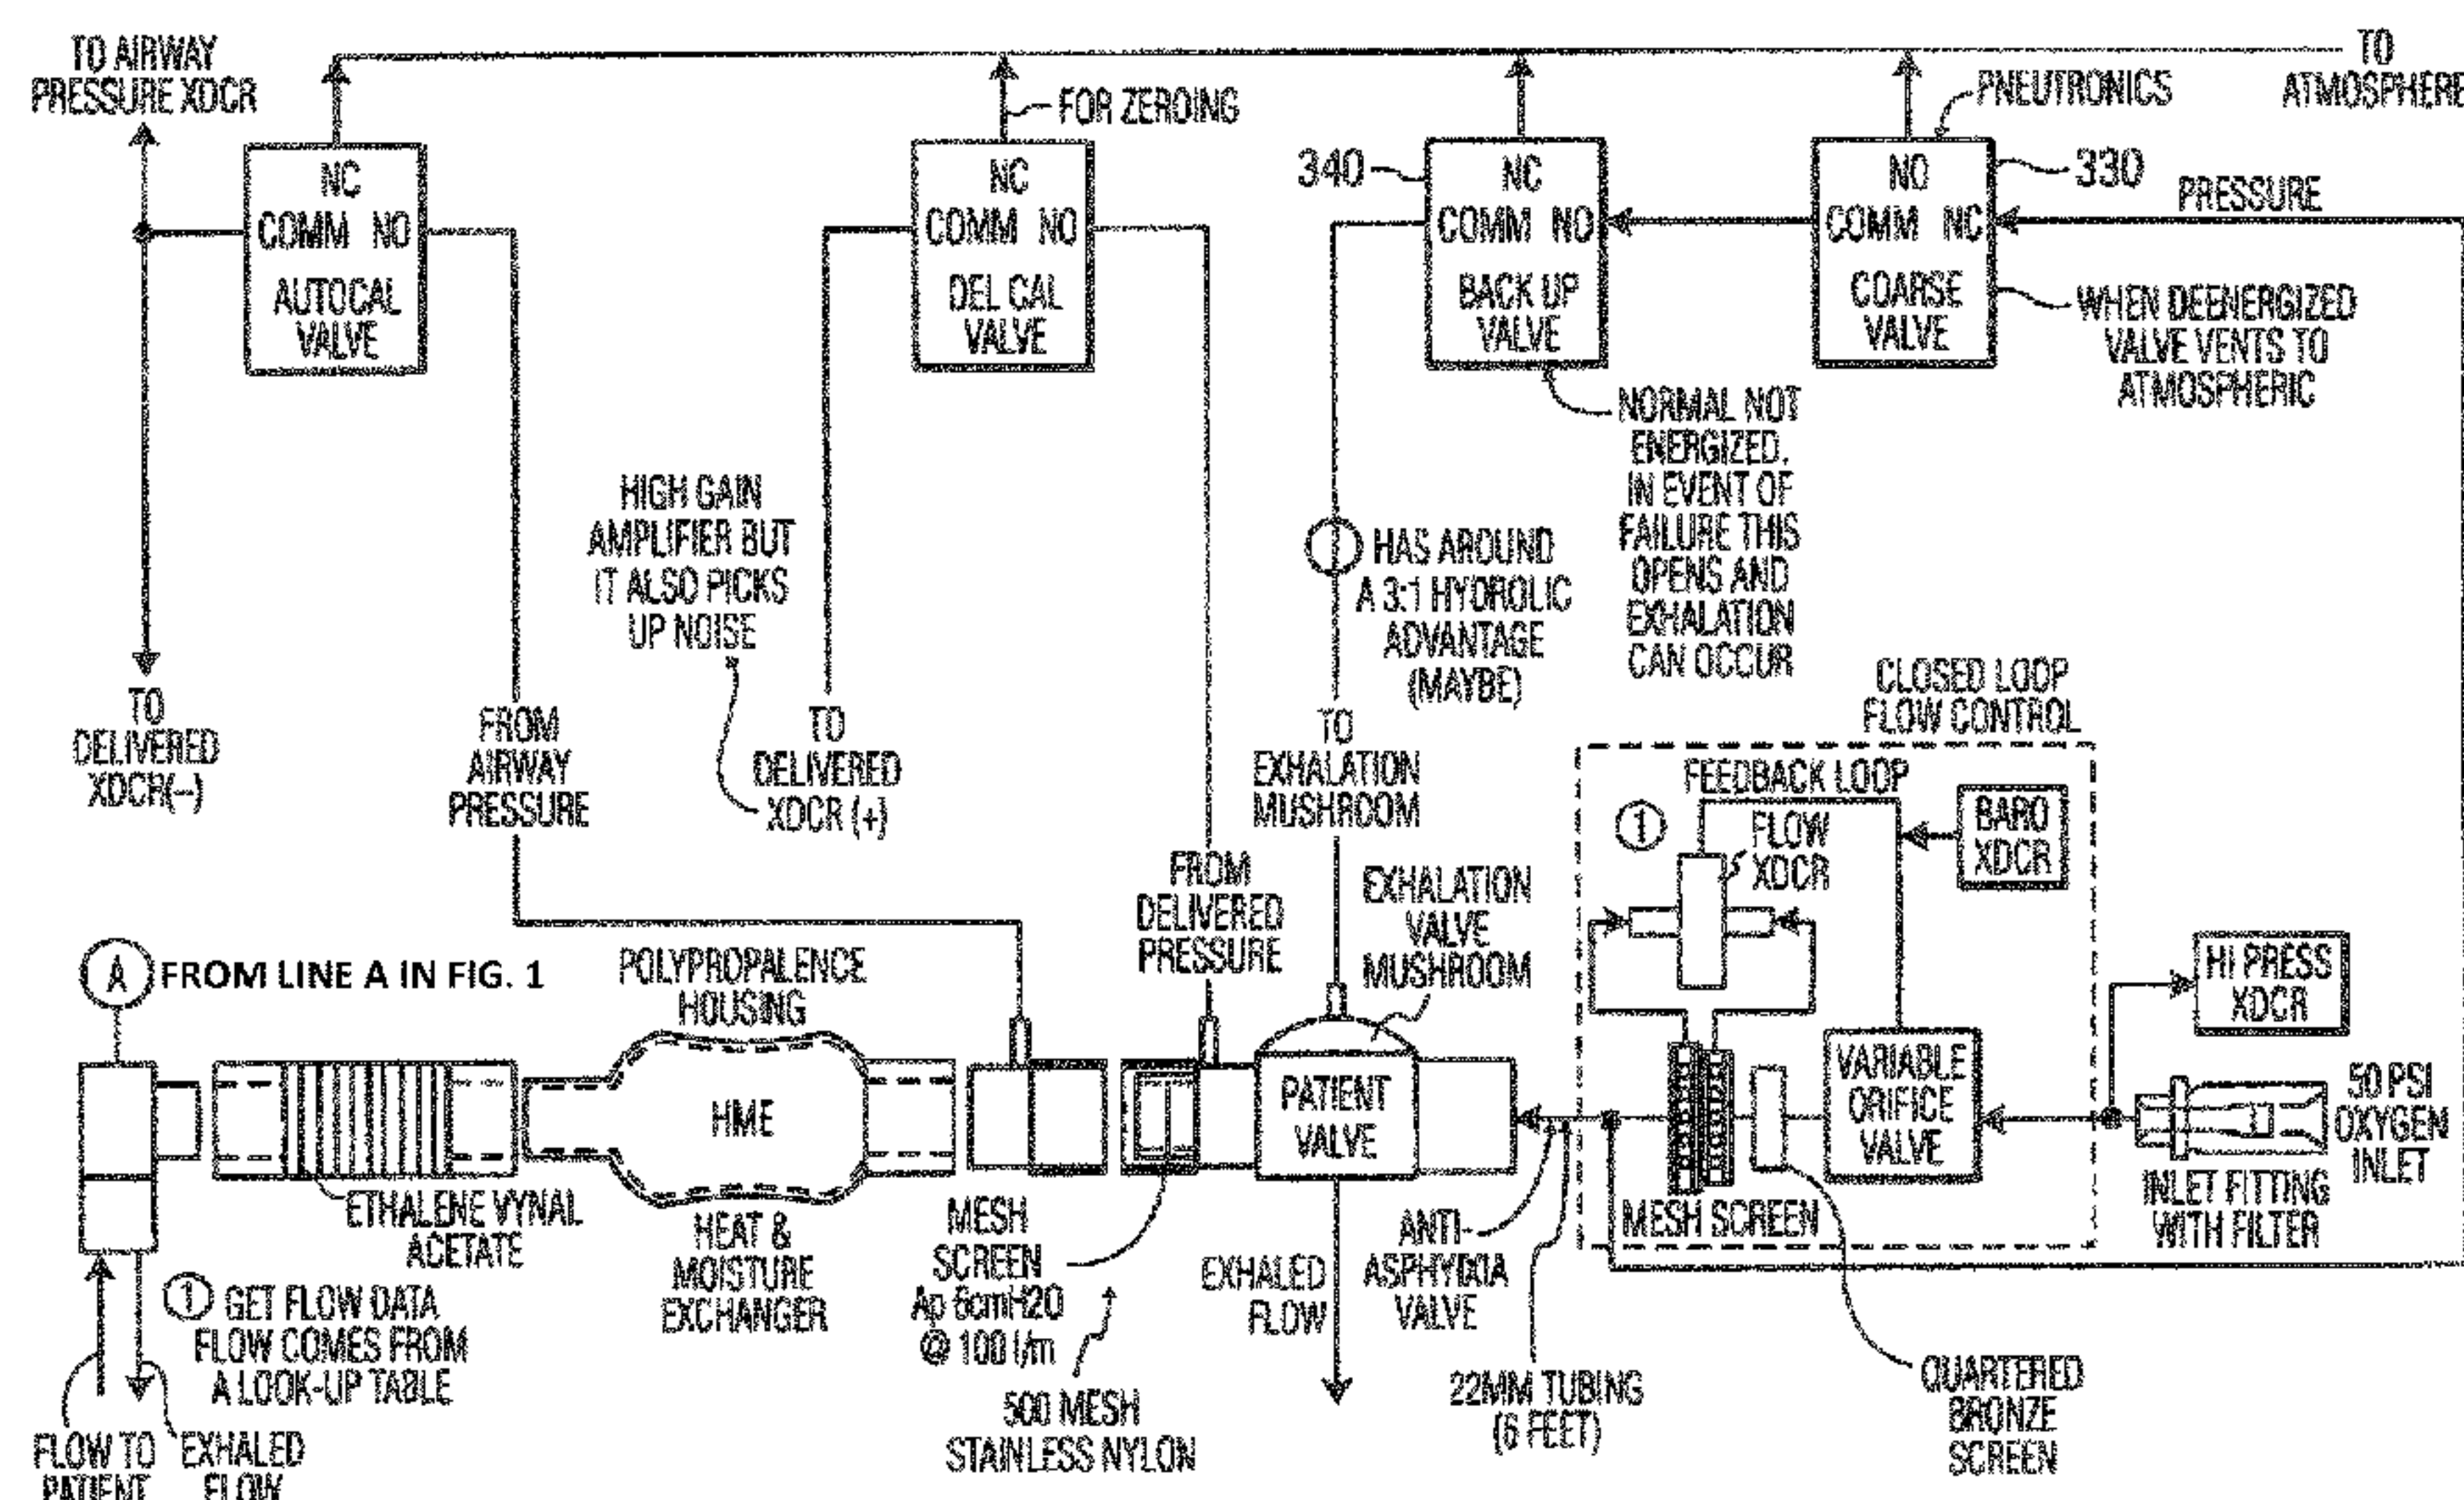 TO AIRWAY
PRESSURE XDCR
FOR ZEROING
PNEUTRONICS
TO
ATMOSPHERE
NC
COMM NO
AUTOCAL
VALVE
NC
COMM NO
DEL CAL
VALVE
340
NC
COMM NO
BACK UP
VALVE
NO
COMM NC
COARSE
VALVE
330
PRESSURE
WHEN DEENERGIZED
VALVE VENTS TO
ATMOSPHERIC
NORMAL NOT
ENERGIZED.
IN EVENT OF
FAILURE THIS
OPENS AND
EXHALATION
CAN OCCUR
HIGH GAIN
AMPLIFIER BUT
IT ALSO PICKS
UP NOISE
HAS AROUND
A 3:1 HYDROLIC
ADVANTAGE
(MAYBE)
TO
DELIVERED
XDCR(-)
FROM
AIRWAY
PRESSURE
TO
DELIVERED
XDCR (+)
TO
EXHALATION
MUSHROOM
CLOSED LOOP
FLOW CONTROL
FEEDBACK LOOP
1
FLOW
XDCR
BARO
XDCR
FROM
DELIVERED
PRESSURE
EXHALATION
VALVE
MUSHROOM
HI PRESS
XDCR
A
FROM LINE A IN FIG. 1
POLYPROPALENCE
HOUSING
HME
PATIENT
VALVE
VARIABLE
ORIFICE
VALVE
50 PSI
OXYGEN
INLET
INLET FITTING
WITH FILTER
MESH SCREEN
ETHALENE VYNAL
ACETATE
HEAT &
MOISTURE
EXCHANGER
MESH
SCREEN
Ap 6cmH2O
@ 100 l/m
500 MESH
STAINLESS NYLON
EXHALED
FLOW
ANTI-
ASPHYIXIA
VALVE
22MM TUBING
(6 FEET)
QUARTERED
BRONZE
SCREEN
1 GET FLOW DATA
FLOW COMES FROM
A LOOK-UP TABLE
FLOW TO
PATIENT
EXHALED
FLOW